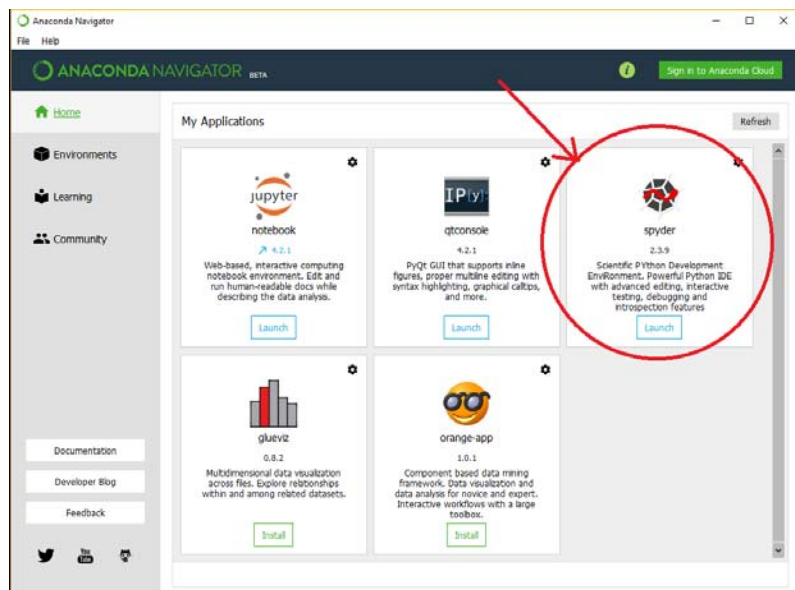 Anaconda Navigator
File Help
ANACONDA NAVIGATOR BETA
i
Sign in to Anaconda Cloud
Home
Environments
Learning
Community
Documentation
Developer Blog
Feedback
You
Tube
My Applications
Refresh
jupyter
notebook
4.2.1
Web-based, interactive computing
notebook environment. Edit and
run human-readable docs while
describing the data analysis.
Launch
IP[y]:
qtconsole
4.2.1
PyQt GUI that supports inline
figures, proper multiline editing with
syntax highlighting, graphical calltips,
and more.
Launch
spyder
2.3.9
Scientific PYthon Development
EnviRonment. Powerful Python IDE
with advanced editing, interactive
testing, debugging and
introspection features
Launch
glueviz
0.8.2
Multidimensional data visualization
across files. Explore relationships
within and among related datasets.
Install
orange-app
1.0.1
Component based data mining
framework. Data visualization and
data analysis for novice and expert.
Interactive workflows with a large
toolbox.
Install